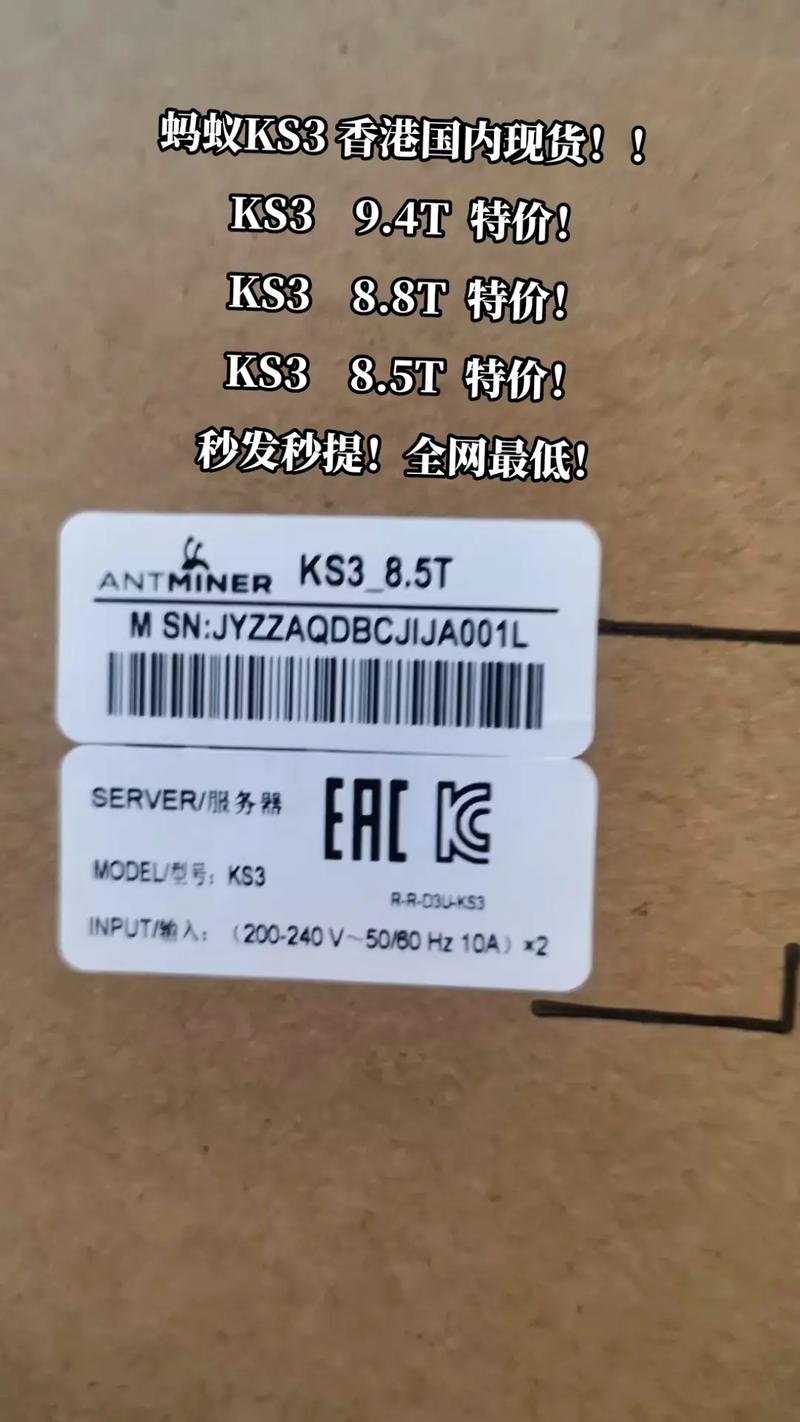 蚂蚁KS3 香港国内现货！！
KS3 9.4T 特价！
KS3 8.8T 特价！
KS3 8.5T 特价！
秒发秒提！全网最低！
ANTMINER KS3_8.5T
M SN:JYZZAQDBCJIJA001L
SERVER/服务器
EAC KC
MODEL/型号：KS3
R-R-D3U-KS3
INPUT/输入：（200-240 V～50/60 Hz 10A）×2